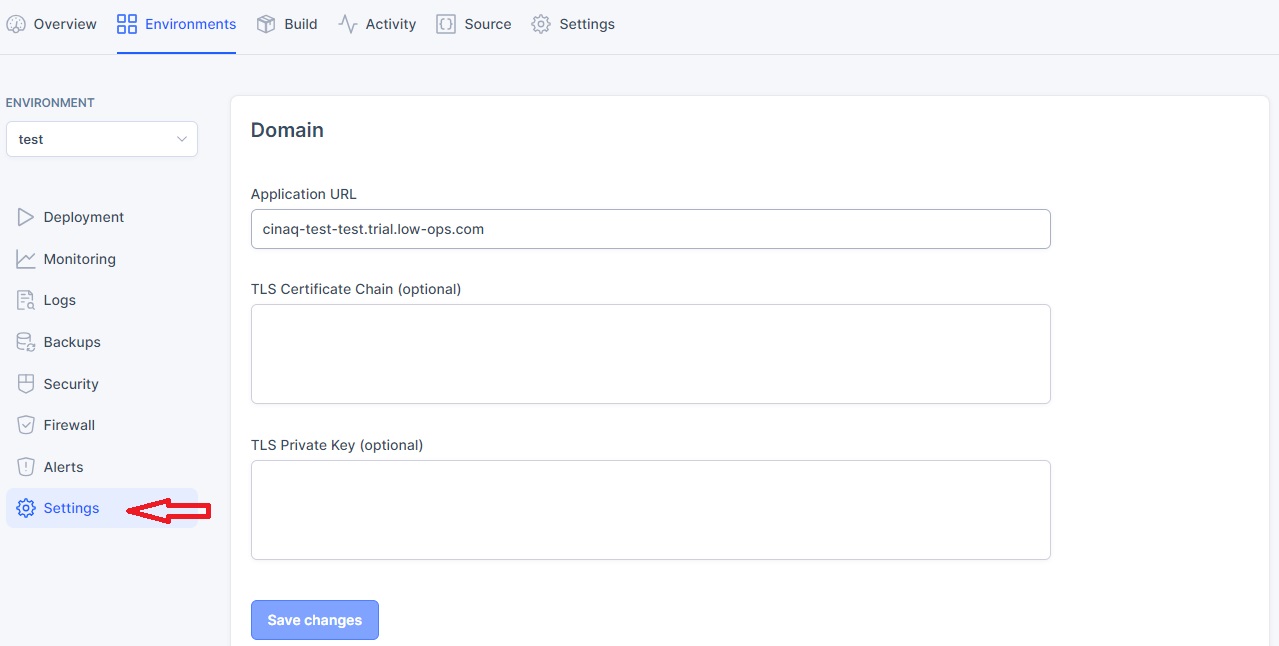 Overview Environments Build Activity Source Settings
ENVIRONMENT
test
Deployment
Monitoring
Logs
Backups
Security
Firewall
Alerts
Settings
Domain
Application URL
cinaq-test-test.trial.low-ops.com
TLS Certificate Chain (optional)
TLS Private Key (optional)
Save changes